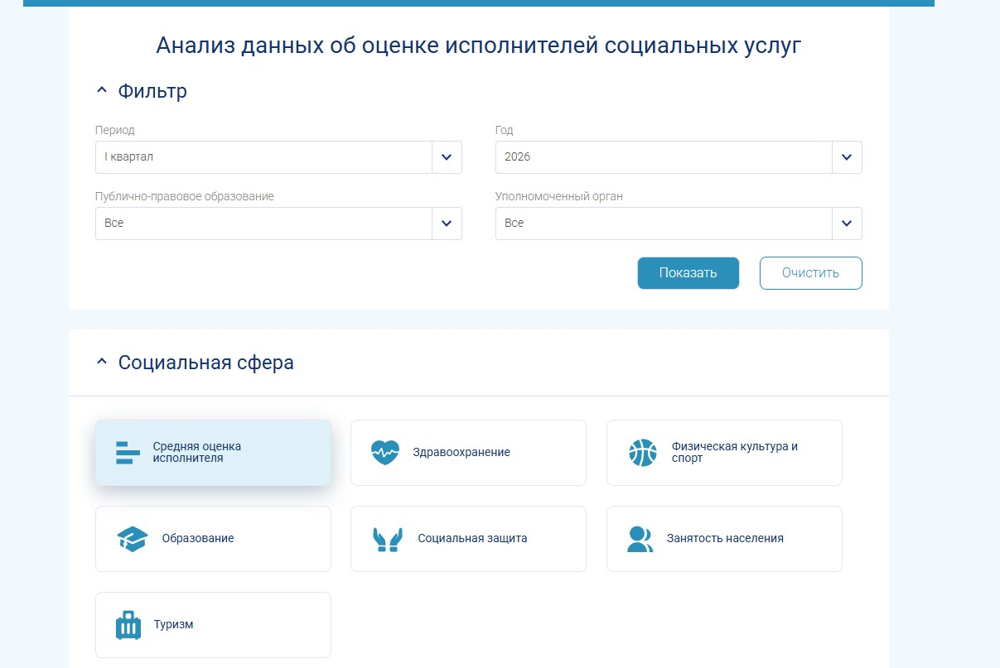 Анализ данных об оценке исполнителей социальных услуг
Фильтр
Период
Год
I квартал
2026
Публично-правовое образование
Уполномоченный орган
Все
Все
Показать
Очистить
Социальная сфера
Средняя оценка
исполнителя
Здравоохранение
Физическая культура и
спорт
Образование
Социальная защита
Занятость населения
Туризм